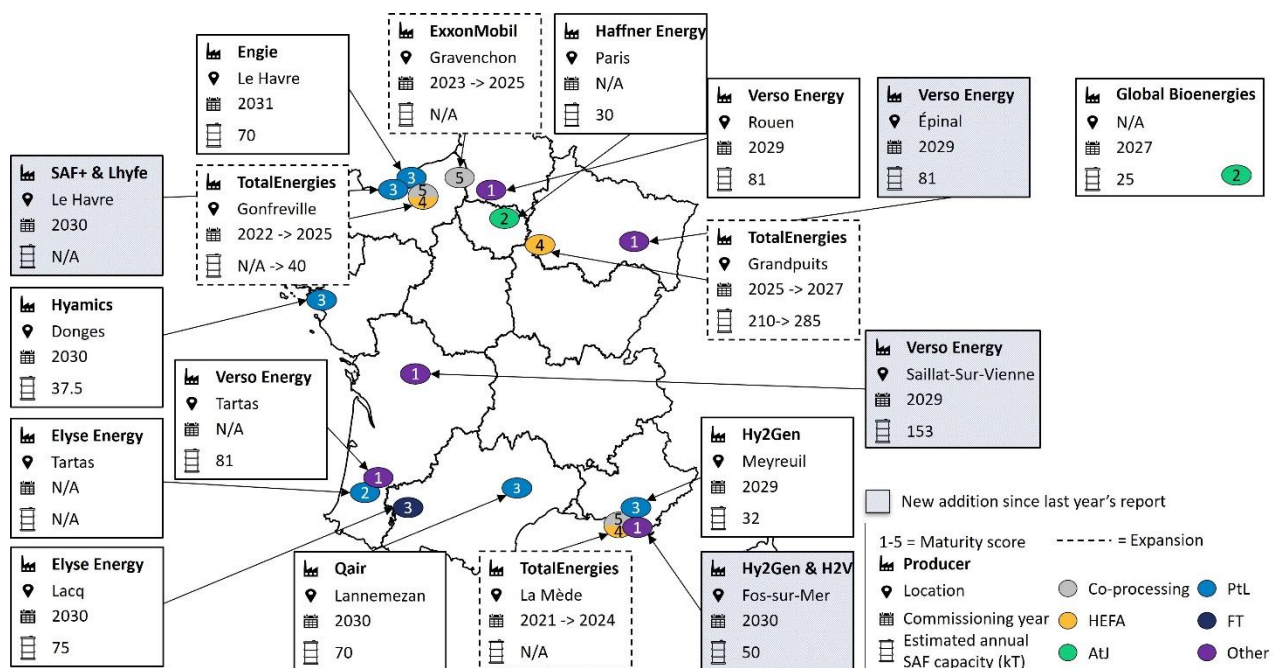 Engie
Le Havre
2031
70
ExxonMobil
Gravenchon
2023 -> 2025
N/A
Haffner Energy
Paris
N/A
30
Verso Energy
Rouen
2029
81
Verso Energy
Épinal
2029
81
Global Bioenergies
N/A
2027
25
2
SAF+ & Lhyfe
Le Havre
2030
N/A
TotalEnergies
Gonfreville
2022 -> 2025
N/A -> 40
3
3
5
4
5
1
2
4
1
TotalEnergies
Grandpuits
2025 -> 2027
210-> 285
Hyamics
Donges
2030
37.5
3
Verso Energy
Tartas
N/A
81
1
Verso Energy
Saillat-Sur-Vienne
2029
153
Elyse Energy
Tartas
N/A
N/A
1
2
3
3
3
5
4
1
Hy2Gen
Meyreuil
2029
32
Elyse Energy
Lacq
2030
75
Qair
Lannemezan
2030
70
TotalEnergies
La Mède
2021 -> 2024
N/A
Hy2Gen & H2V
Fos-sur-Mer
2030
50
New addition since last year's report
1-5 = Maturity score
= Expansion
Producer
Location
Commissioning year
Estimated annual
SAF capacity (kT)
Co-processing
HEFA
AtJ
PtL
FT
Other